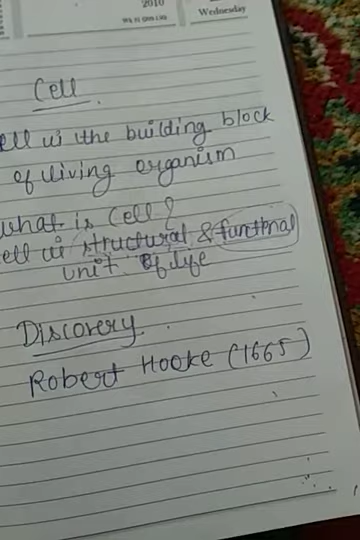 2010
Wednesday
Cell
ell is the building block
of living organism
what is Cell?
ell is structural & functional
unit of life
Discovery
Robert Hooke (1665)